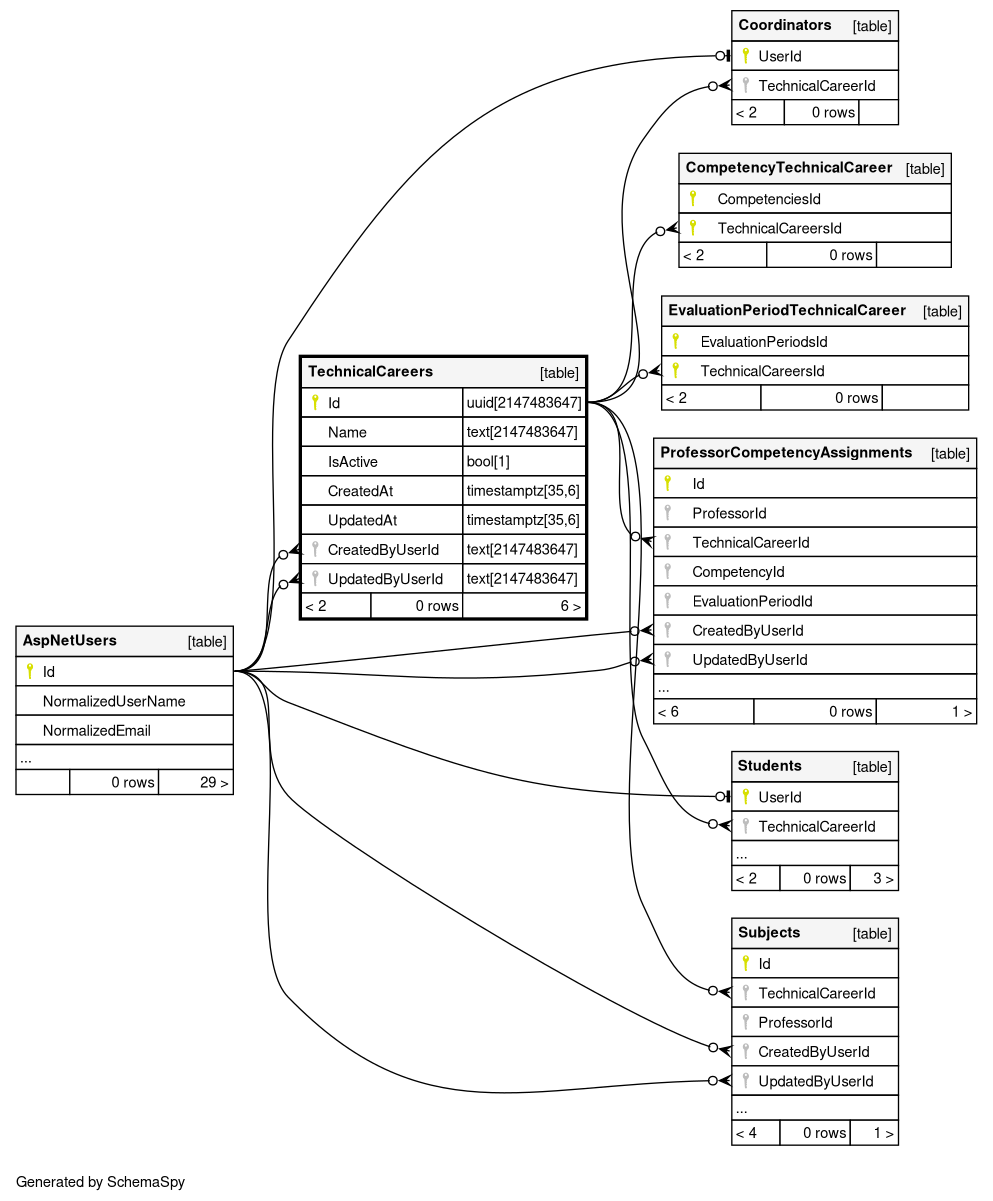 Coordinators [table]
UserId
TechnicalCareerId
< 2 0 rows
CompetencyTechnicalCareer [table]
CompetenciesId
TechnicalCareersId
< 2 0 rows
EvaluationPeriodTechnicalCareer [table]
EvaluationPeriodsId
TechnicalCareersId
< 2 0 rows
TechnicalCareers [table]
Id uuid[2147483647]
Name text[2147483647]
IsActive bool[1]
CreatedAt timestamptz[35,6]
UpdatedAt timestamptz[35,6]
CreatedByUserId text[2147483647]
UpdatedByUserId text[2147483647]
< 2 0 rows 6 >
ProfessorCompetencyAssignments [table]
Id
ProfessorId
TechnicalCareerId
CompetencyId
EvaluationPeriodId
CreatedByUserId
UpdatedByUserId
...
< 6 0 rows 1 >
AspNetUsers [table]
Id
NormalizedUserName
NormalizedEmail
...
0 rows 29 >
Students [table]
UserId
TechnicalCareerId
...
< 2 0 rows 3 >
Subjects [table]
Id
TechnicalCareerId
ProfessorId
CreatedByUserId
UpdatedByUserId
...
< 4 0 rows 1 >
Generated by SchemaSpy